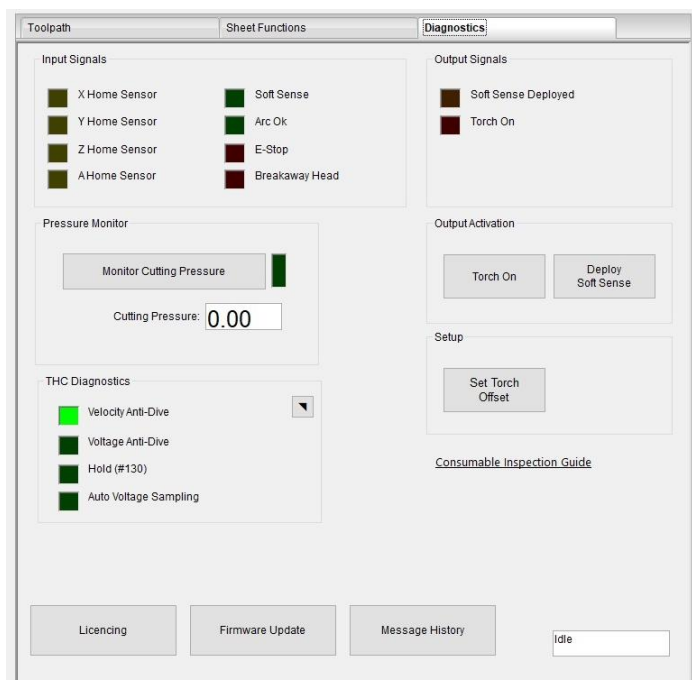 Toolpath
Sheet Functions
Diagnostics
Input Signals
X Home Sensor
Y Home Sensor
Z Home Sensor
A Home Sensor
Soft Sense
Arc Ok
E-Stop
Breakaway Head
Output Signals
Soft Sense Deployed
Torch On
Pressure Monitor
Monitor Cutting Pressure
Cutting Pressure: 0.00
Output Activation
Torch On
Deploy
Soft Sense
Setup
Set Torch
Offset
THC Diagnostics
Velocity Anti-Dive
Voltage Anti-Dive
Hold (#130)
Auto Voltage Sampling
Consumable Inspection Guide
Licencing
Firmware Update
Message History
Idle